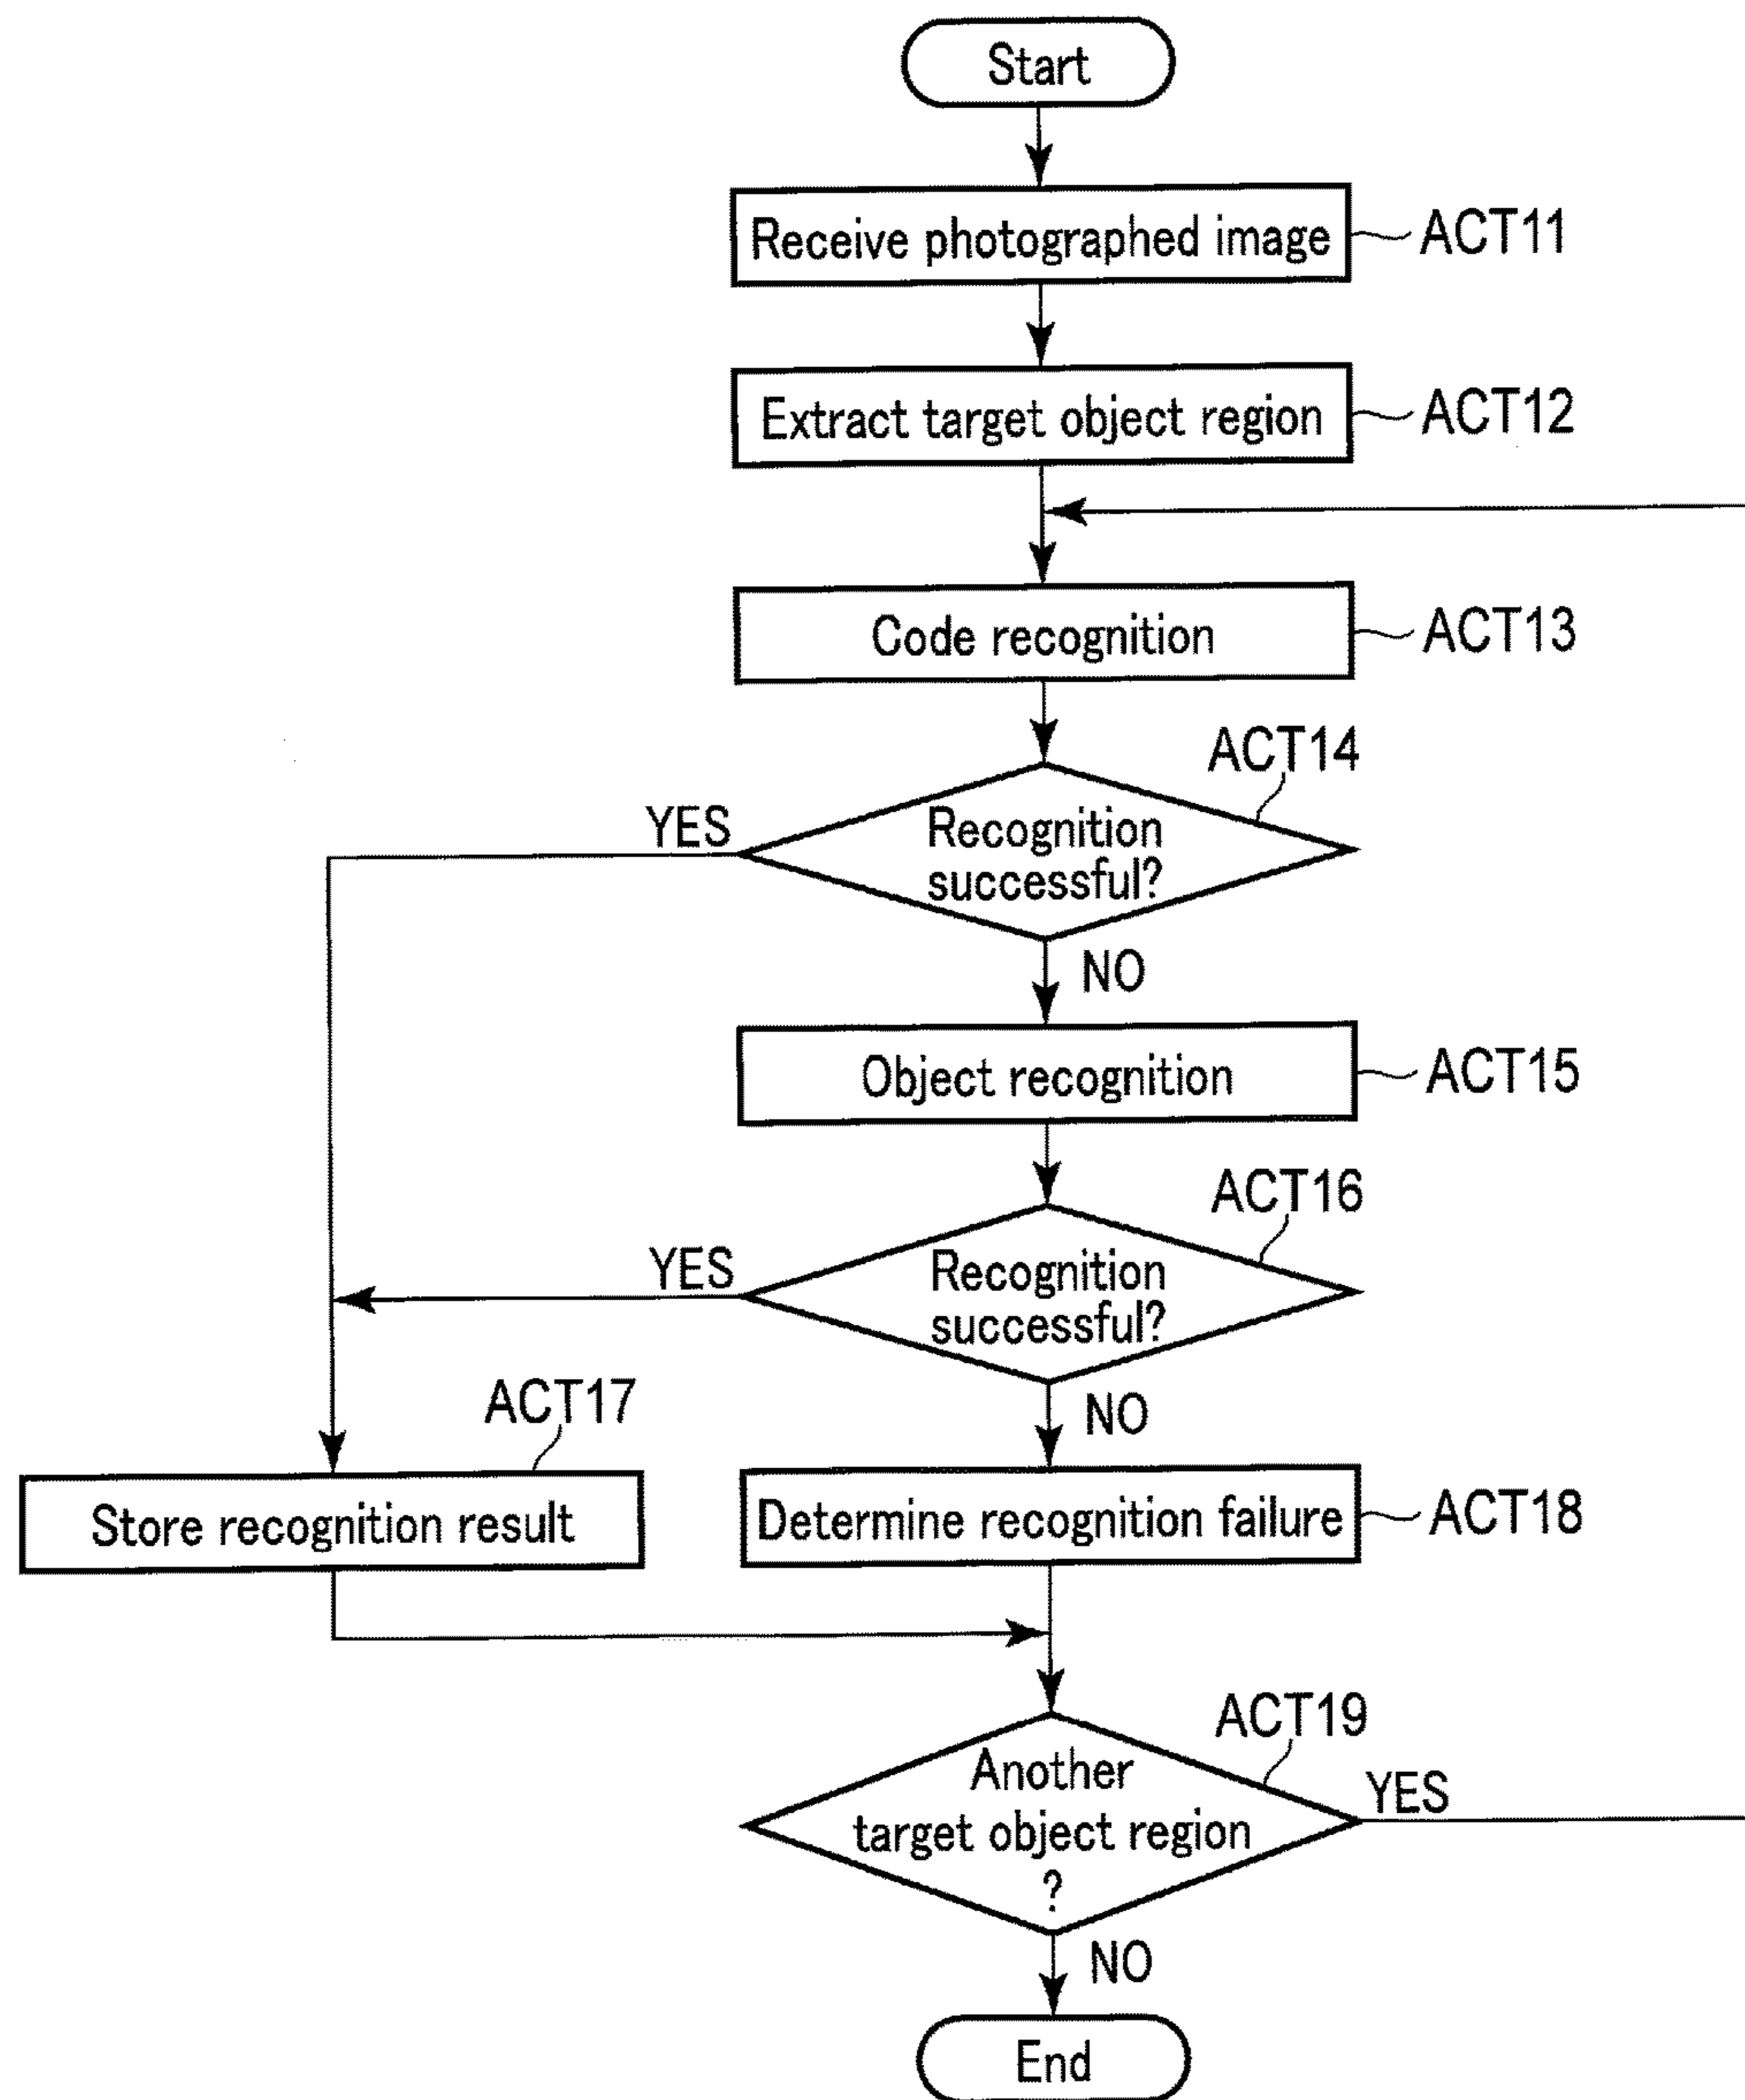 Start
Receive photographed image
ACT11
Extract target object region
ACT12
Code recognition
ACT13
ACT14
YES
Recognition
successful?
NO
Object recognition
ACT15
ACT16
YES
Recognition
successful?
NO
ACT17
Store recognition result
Determine recognition failure
ACT18
ACT19
Another
target object region
?
YES
NO
End